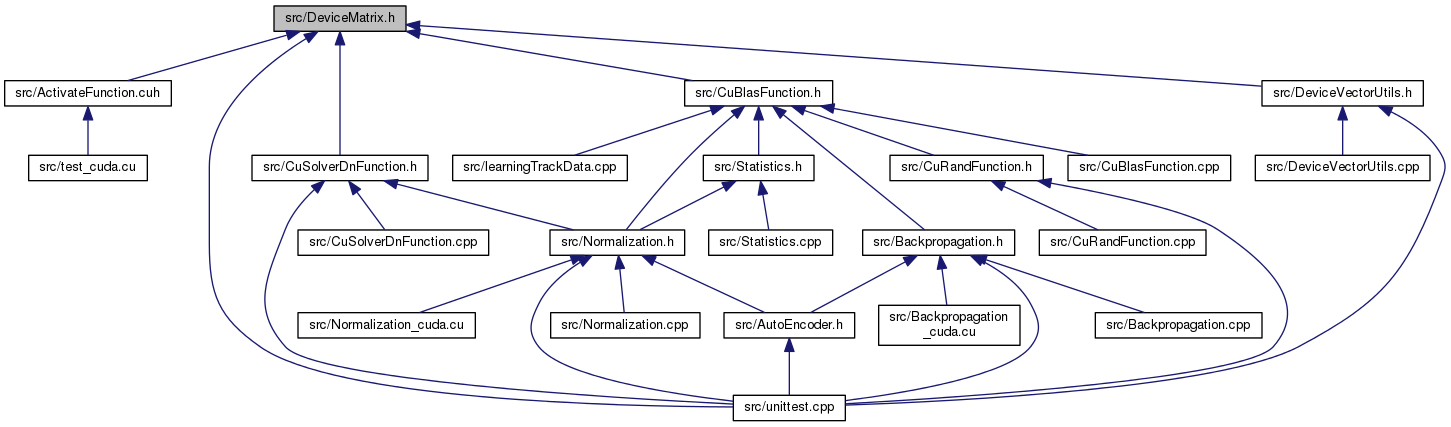 src/DeviceMatrix.h
src/ActivateFunction.cuh
src/CuBlasFunction.h
src/DeviceVectorUtils.h
src/test_cuda.cu
src/CuSolverDnFunction.h
src/learningTrackData.cpp
src/Statistics.h
src/CuRandFunction.h
src/CuBlasFunction.cpp
src/DeviceVectorUtils.cpp
src/CuSolverDnFunction.cpp
src/Normalization.h
src/Statistics.cpp
src/Backpropagation.h
src/CuRandFunction.cpp
src/Normalization_cuda.cu
src/Normalization.cpp
src/AutoEncoder.h
src/Backpropagation
_cuda.cu
src/Backpropagation.cpp
src/unittest.cpp